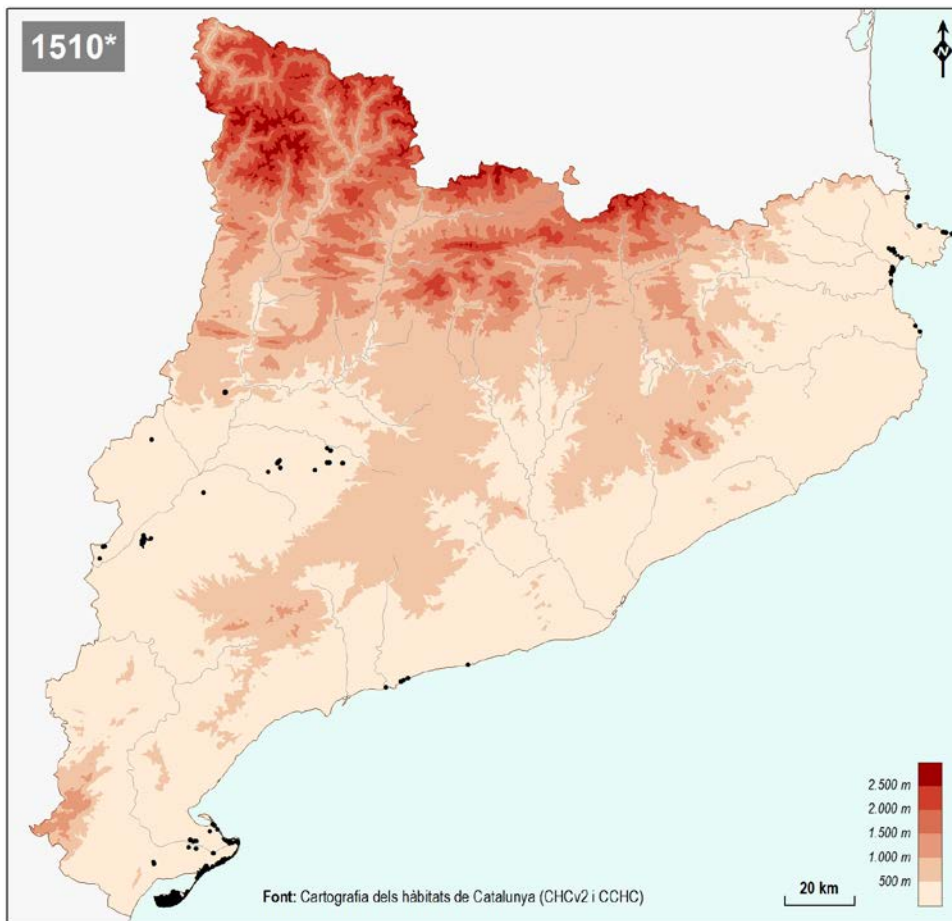 1510*
N
2.500 m
2.000 m
1.500 m
1.000 m
500 m
20 km
Font: Cartografia dels hàbitats de Catalunya (CHCv2 i CCHC)